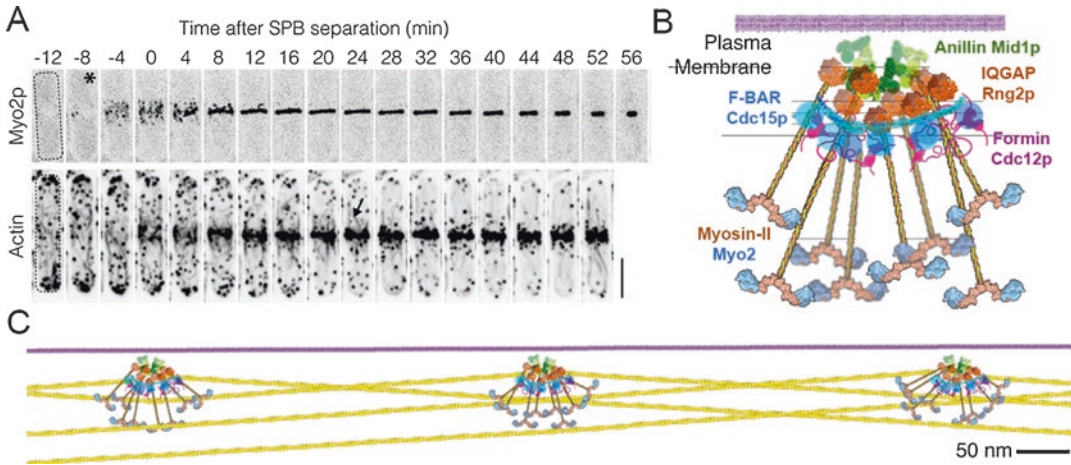 A
Time after SPB separation (min)
-12 -8 -4 0 4 8 12 16 20 24 28 32 36 40 44 48 52 56
*
Myo2p
Actin
B
Plasma
Membrane
Anillin Mid1p
IQGAP
Rng2p
F-BAR
Cdc15p
Formin
Cdc12p
Myosin-II
Myo2
C
50 nm